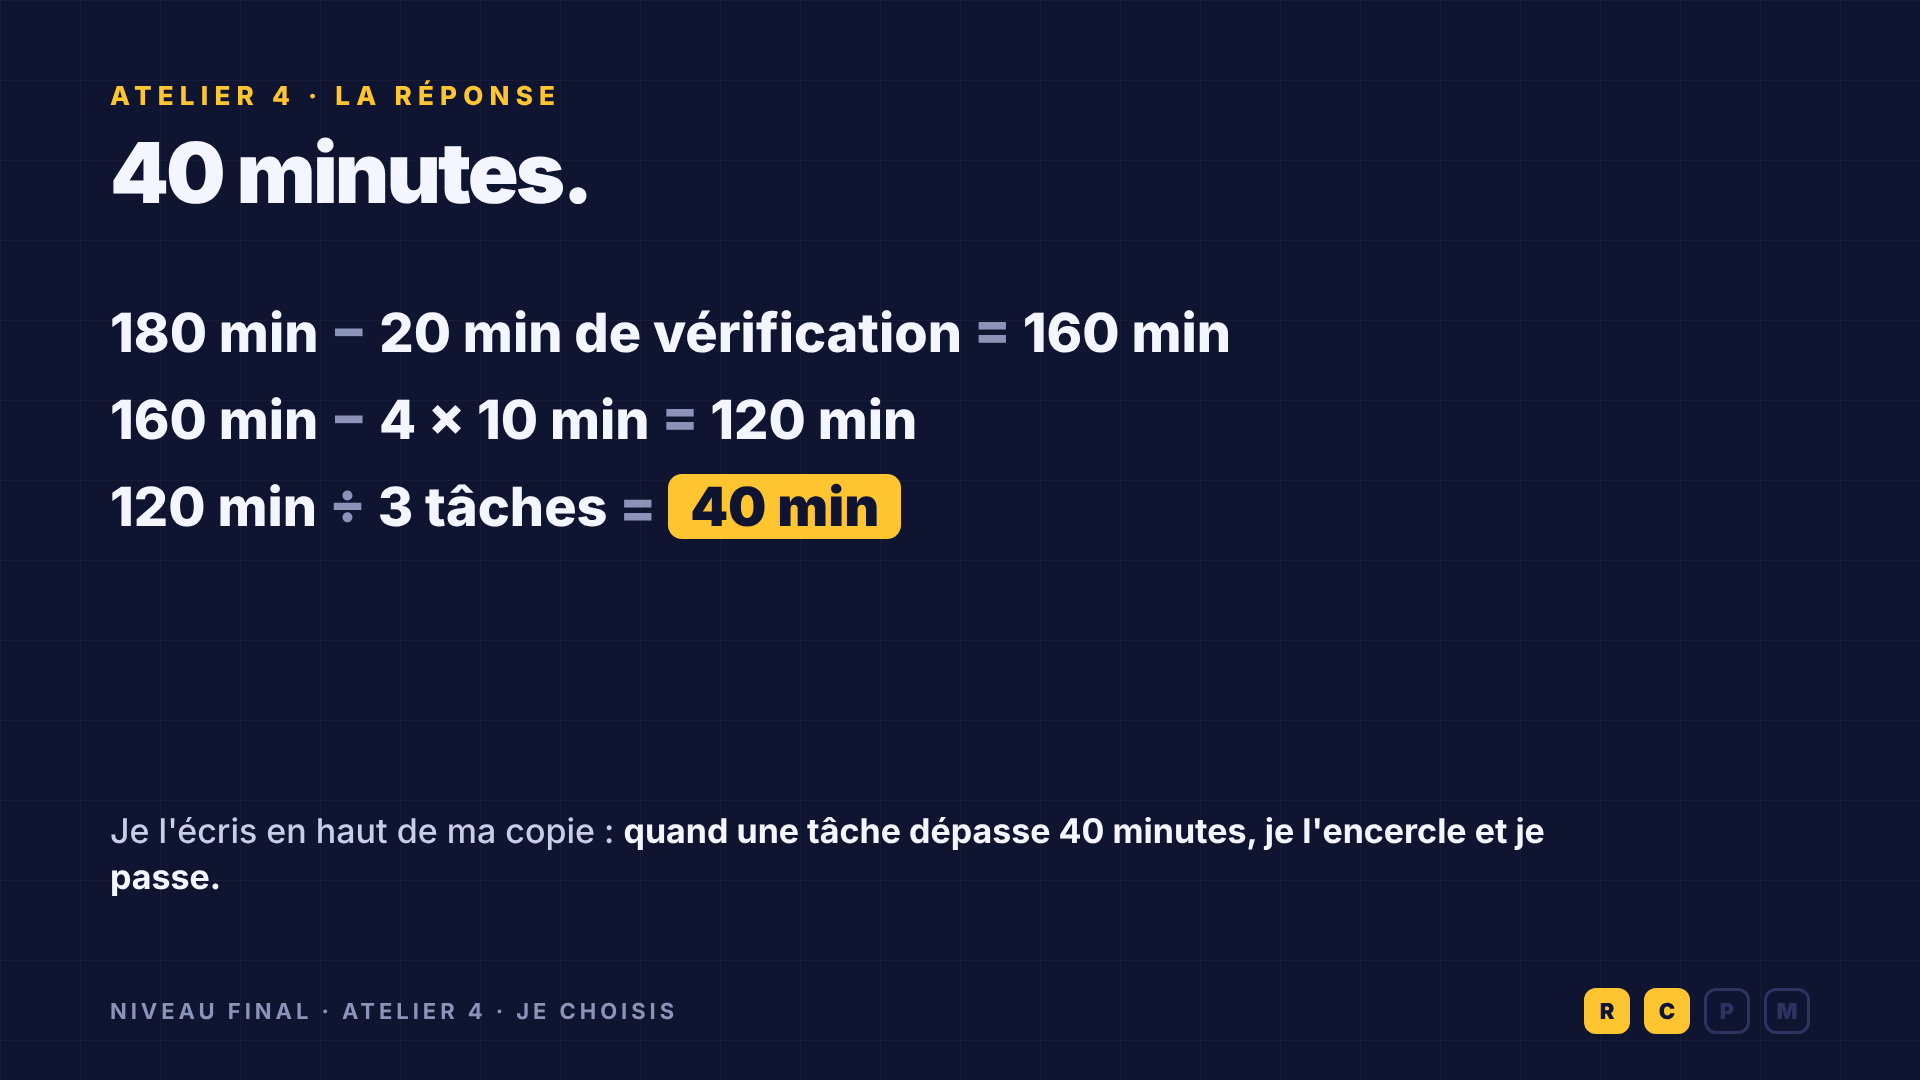 ATELIER 4 · LA RÉPONSE
40 minutes.
180 min − 20 min de vérification = 160 min
160 min − 4 × 10 min = 120 min
120 min ÷ 3 tâches = 40 min
Je l'écris en haut de ma copie : quand une tâche dépasse 40 minutes, je l'encercle et je
passe.
NIVEAU FINAL · ATELIER 4 · JE CHOISIS
R C P M